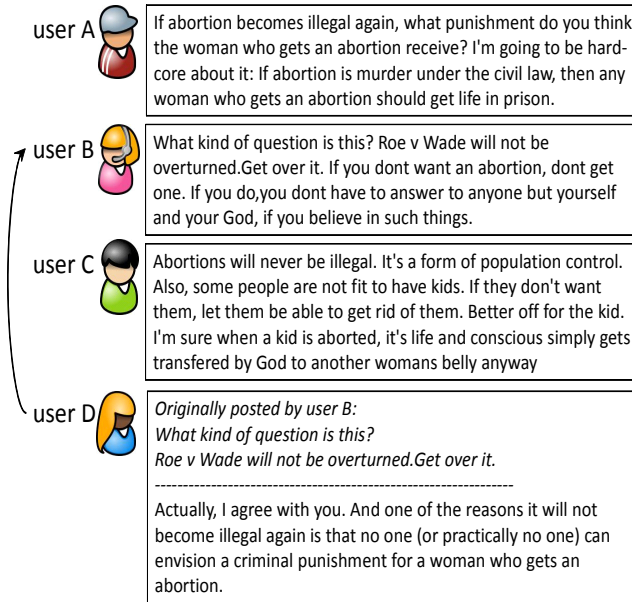 user A
If abortion becomes illegal again, what punishment do you think
the woman who gets an abortion receive? I'm going to be hard-
core about it: If abortion is murder under the civil law, then any
woman who gets an abortion should get life in prison.
user B
What kind of question is this? Roe v Wade will not be
overturned.Get over it. If you dont want an abortion, dont get
one. If you do,you dont have to answer to anyone but yourself
and your God, if you believe in such things.
user C
Abortions will never be illegal. It's a form of population control.
Also, some people are not fit to have kids. If they don't want
them, let them be able to get rid of them. Better off for the kid.
I'm sure when a kid is aborted, it's life and conscious simply gets
transfered by God to another womans belly anyway
user D
Originally posted by user B:
What kind of question is this?
Roe v Wade will not be overturned.Get over it.
----------------------------------------------------------------
Actually, I agree with you. And one of the reasons it will not
become illegal again is that no one (or practically no one) can
envision a criminal punishment for a woman who gets an
abortion.